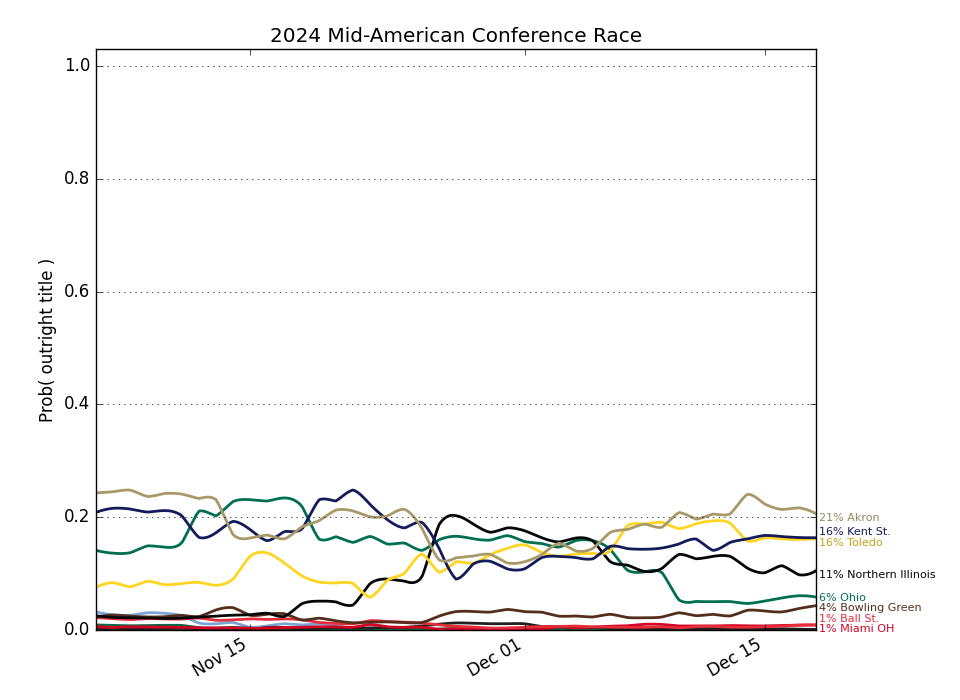 2024 Mid-American Conference Race
Prob( outright title )
1.0
0.8
0.6
0.4
0.2
0.0
Nov 15
Dec 01
Dec 15
21% Akron
16% Kent St.
16% Toledo
11% Northern Illinois
6% Ohio
4% Bowling Green
1% Ball St.
1% Miami OH